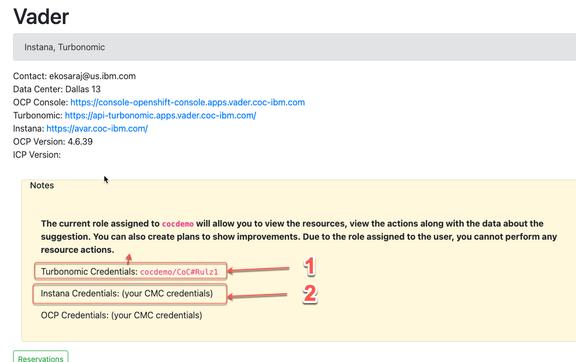 Vader
Instana, Turbonomic
Contact: ekosaraj@us.ibm.com
Data Center: Dallas 13
OCP Console: https://console-openshift-console.apps.vader.coc-ibm.com
Turbonomic: https://api-turbonomic.apps.vader.coc-ibm.com/
Instana: https://avar.coc-ibm.com/
OCP Version: 4.6.39
ICP Version:
Notes
The current role assigned to cocdemo will allow you to view the resources, view the actions along with the data about the
suggestion. You can also create plans to show improvements. Due to the role assigned to the user, you cannot perform any
resource actions.
Turbonomic Credentials: cocdemo/CoC#Rulz1
1
Instana Credentials: (your CMC credentials)
2
OCP Credentials: (your CMC credentials)
Reservations